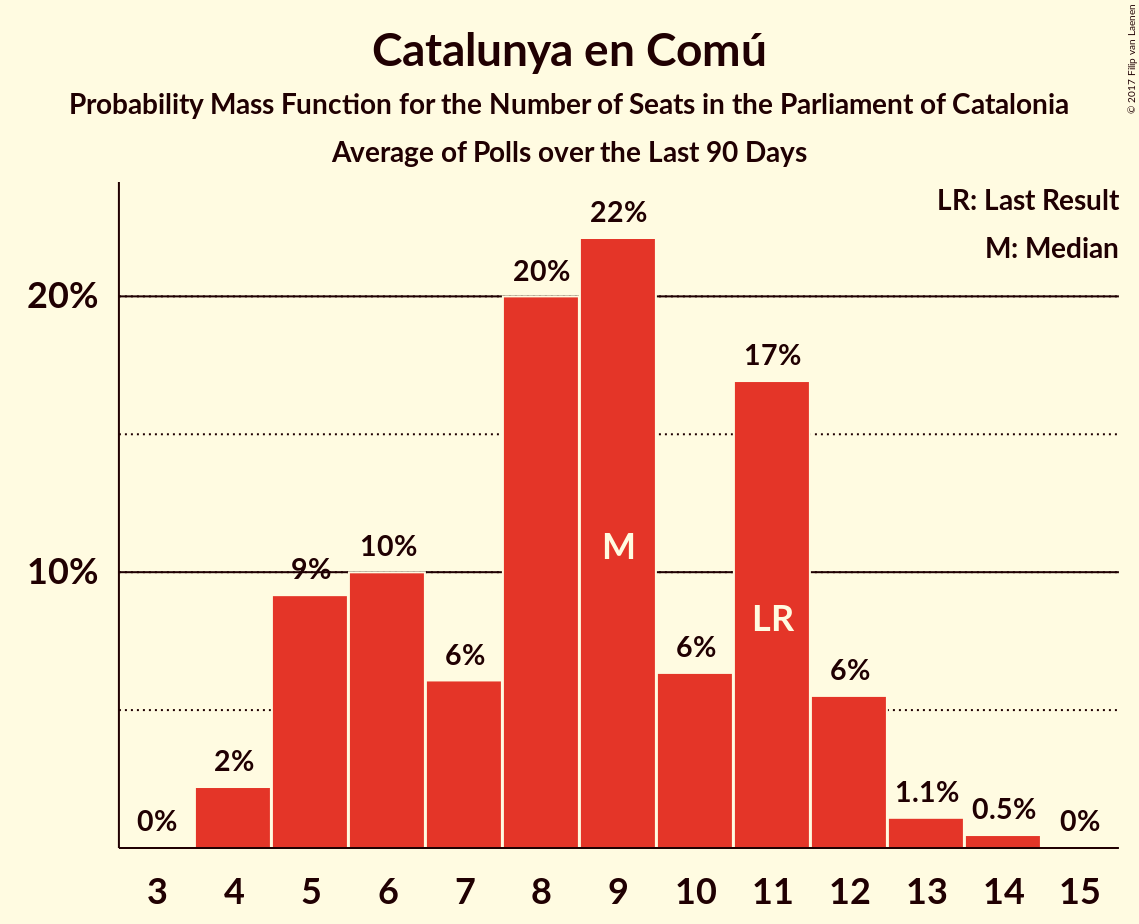 Catalunya en Comú
Probability Mass Function for the Number of Seats in the Parliament of Catalonia
Average of Polls over the Last 90 Days
© 2017 Filip van Laenen
LR: Last Result
M: Median
20%
10%
0%
2%
9%
10%
6%
20%
22%
6%
17%
6%
1.1%
0.5%
0%
M
LR
3 4 5 6 7 8 9 10 11 12 13 14 15